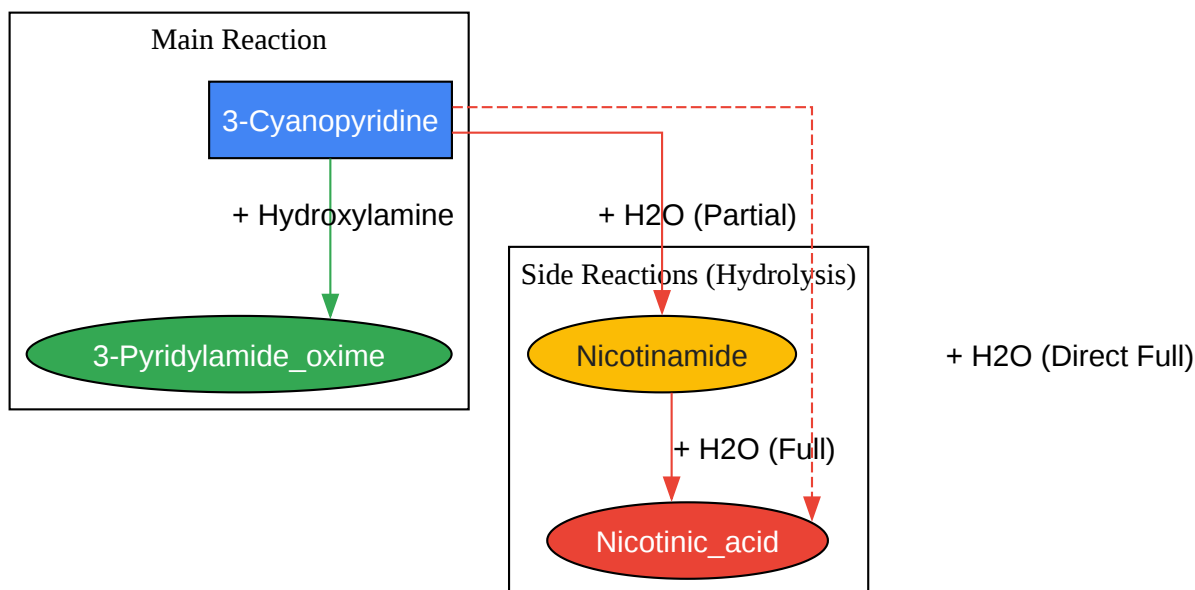 Main Reaction
3-Cyanopyridine
+ Hydroxylamine
+ H2O (Partial)
Side Reactions (Hydrolysis)
3-Pyridylamide_oxime
Nicotinamide
+ H2O (Direct Full)
+ H2O (Full)
Nicotinic_acid